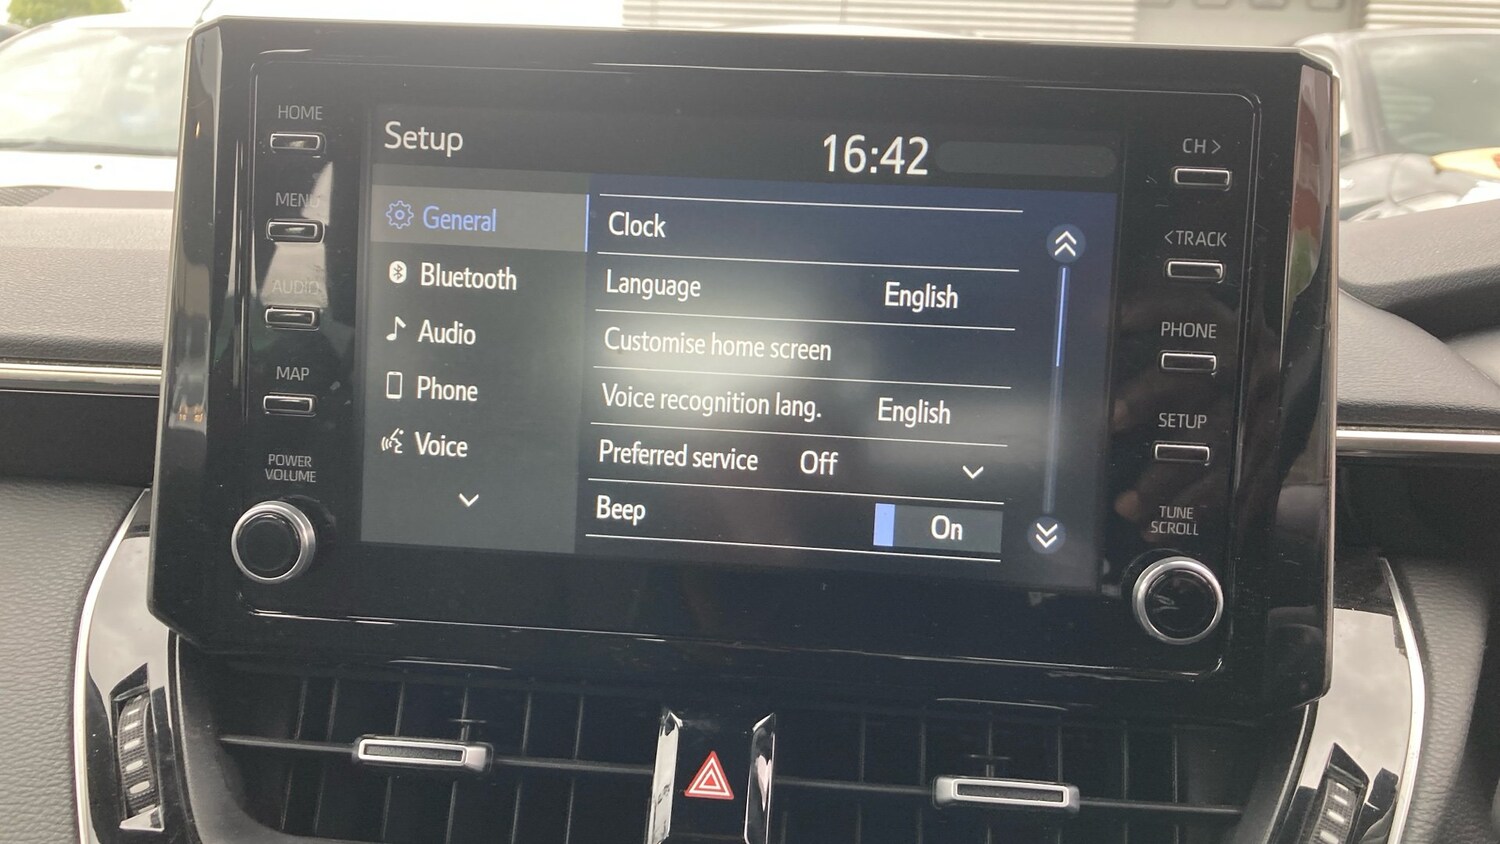 HOME
MENU
AUDIO
MAP
POWER
VOLUME
Setup
16:42
General
Bluetooth
Audio
Phone
Voice
Clock
Language English
Customise home screen
Voice recognition lang. English
Preferred service Off
Beep On
CH >
< TRACK
PHONE
SETUP
TUNE
SCROLL